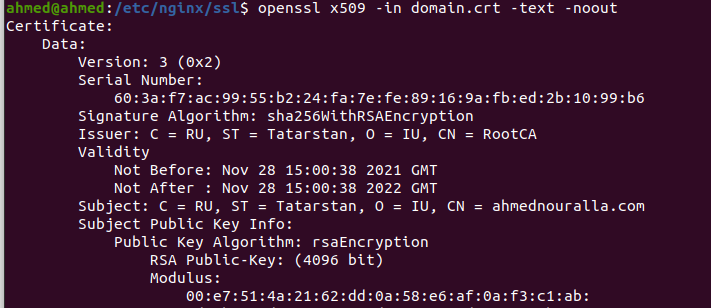 ahmed@ahmed:/etc/nginx/ssl$ openssl x509 -in domain.crt -text -noout
Certificate:
    Data:
        Version: 3 (0x2)
        Serial Number:
            60:3a:f7:ac:99:55:b2:24:fa:7e:fe:89:16:9a:fb:ed:2b:10:99:b6
        Signature Algorithm: sha256WithRSAEncryption
        Issuer: C = RU, ST = Tatarstan, O = IU, CN = RootCA
        Validity
            Not Before: Nov 28 15:00:38 2021 GMT
            Not After : Nov 28 15:00:38 2022 GMT
        Subject: C = RU, ST = Tatarstan, O = IU, CN = ahmednouralla.com
        Subject Public Key Info:
            Public Key Algorithm: rsaEncryption
                RSA Public-Key: (4096 bit)
                Modulus:
                    00:e7:51:4a:21:62:dd:0a:58:e6:af:0a:f3:c1:ab: